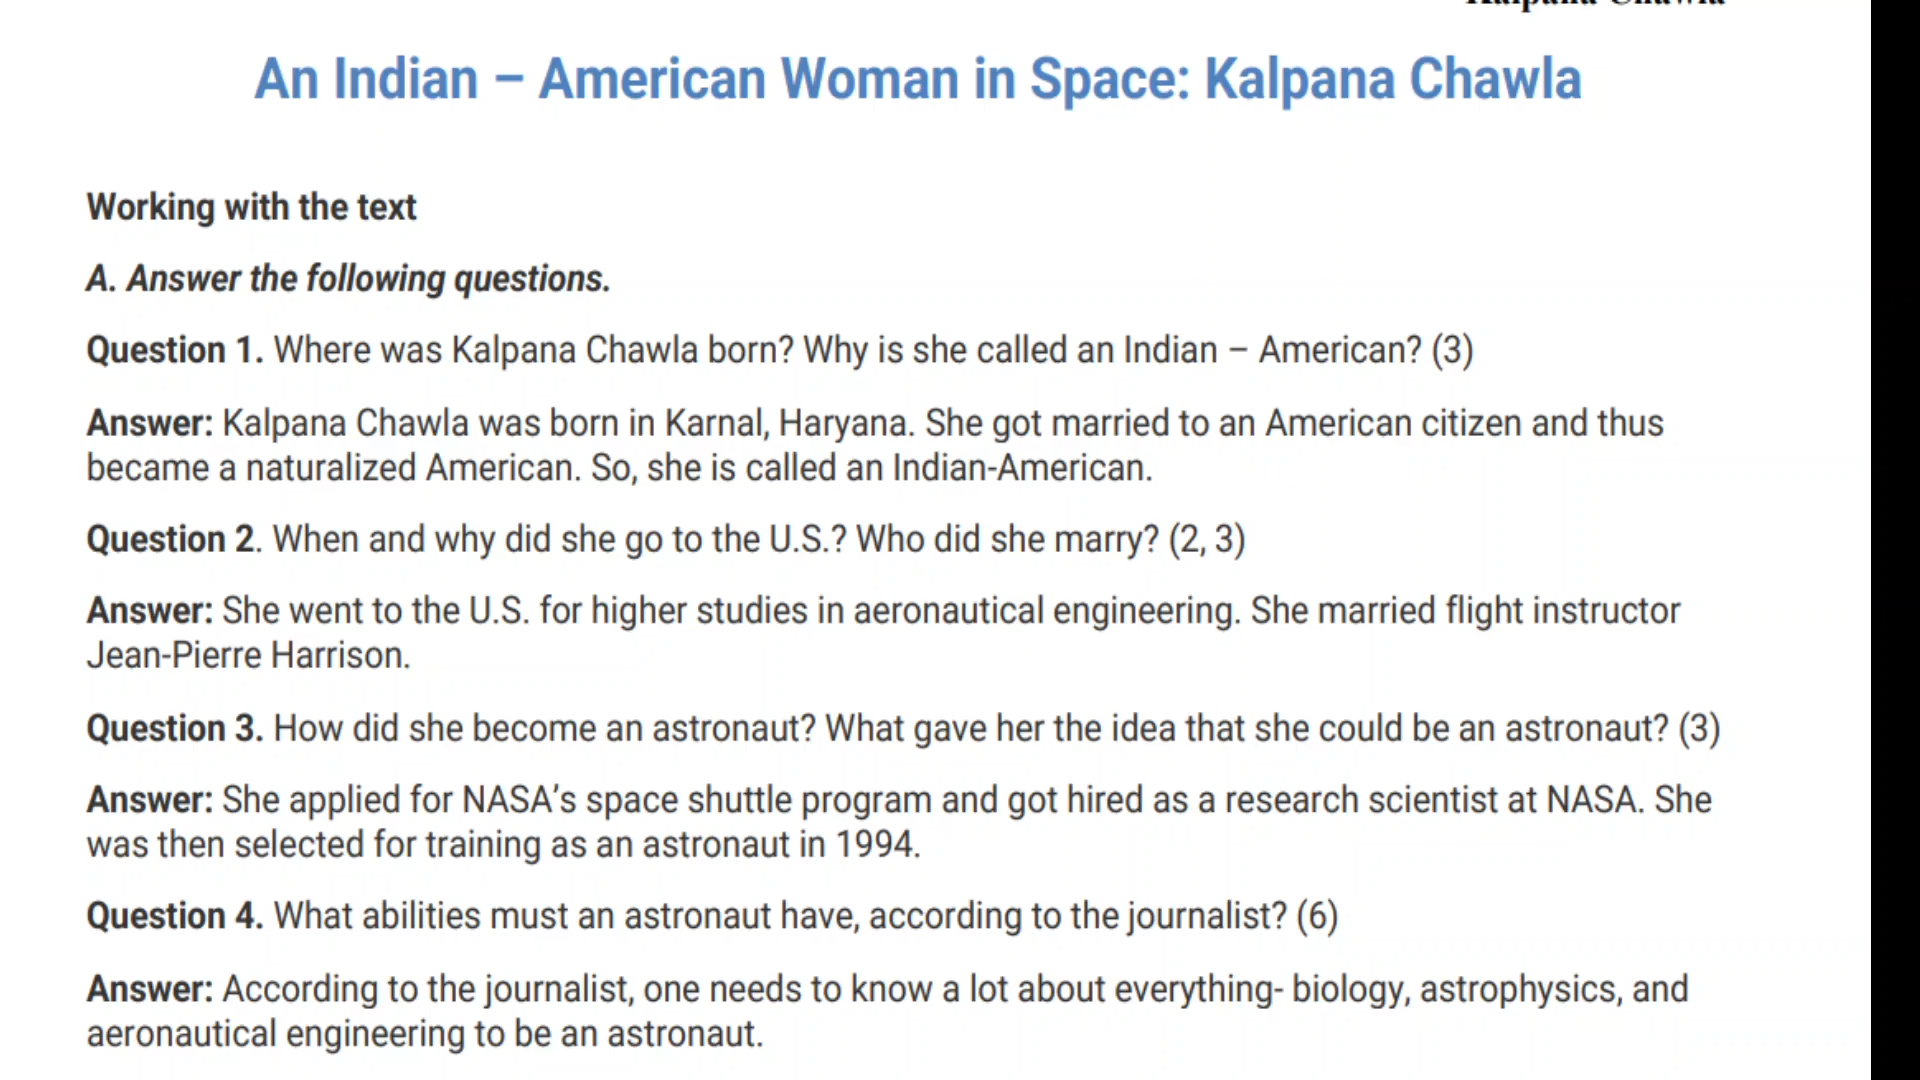 An Indian – American Woman in Space: Kalpana Chawla
Working with the text
A. Answer the following questions.
Question 1. Where was Kalpana Chawla born? Why is she called an Indian – American? (3)
Answer: Kalpana Chawla was born in Karnal, Haryana. She got married to an American citizen and thus
became a naturalized American. So, she is called an Indian-American.
Question 2. When and why did she go to the U.S.? Who did she marry? (2, 3)
Answer: She went to the U.S. for higher studies in aeronautical engineering. She married flight instructor
Jean-Pierre Harrison.
Question 3. How did she become an astronaut? What gave her the idea that she could be an astronaut? (3)
Answer: She applied for NASA’s space shuttle program and got hired as a research scientist at NASA. She
was then selected for training as an astronaut in 1994.
Question 4. What abilities must an astronaut have, according to the journalist? (6)
Answer: According to the journalist, one needs to know a lot about everything- biology, astrophysics, and
aeronautical engineering to be an astronaut.